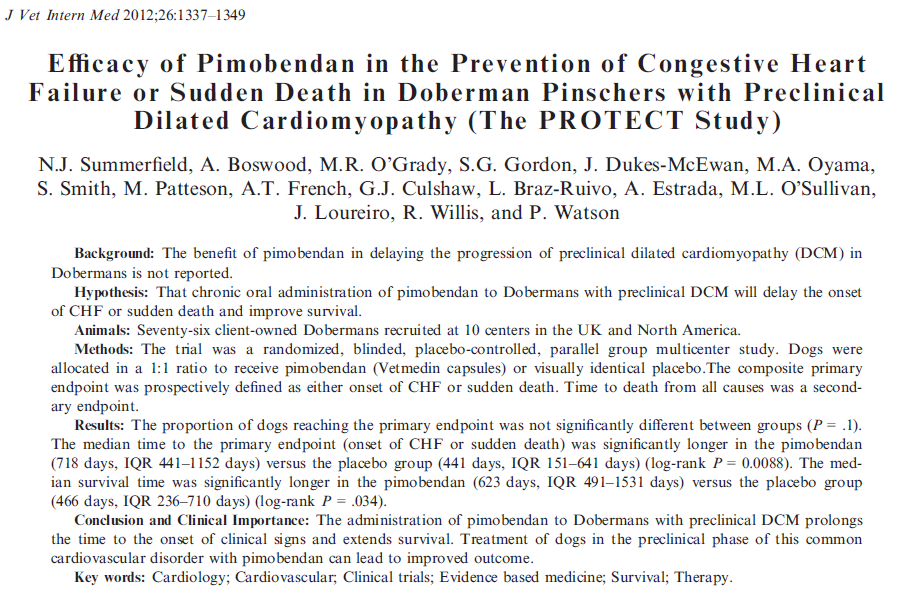 J Vet Intern Med 2012;26:1337–1349
Efficacy of Pimobendan in the Prevention of Congestive Heart
Failure or Sudden Death in Doberman Pinschers with Preclinical
Dilated Cardiomyopathy (The PROTECT Study)
N.J. Summerfield, A. Boswood, M.R. O'Grady, S.G. Gordon, J. Dukes-McEwan, M.A. Oyama,
S. Smith, M. Patteson, A.T. French, G.J. Culshaw, L. Braz-Ruivo, A. Estrada, M.L. O'Sullivan,
J. Loureiro, R. Willis, and P. Watson
Background: The benefit of pimobendan in delaying the progression of preclinical dilated cardiomyopathy (DCM) in
Dobermans is not reported.
Hypothesis: That chronic oral administration of pimobendan to Dobermans with preclinical DCM will delay the onset
of CHF or sudden death and improve survival.
Animals: Seventy-six client-owned Dobermans recruited at 10 centers in the UK and North America.
Methods: The trial was a randomized, blinded, placebo-controlled, parallel group multicenter study. Dogs were
allocated in a 1:1 ratio to receive pimobendan (Vetmedin capsules) or visually identical placebo.The composite primary
endpoint was prospectively defined as either onset of CHF or sudden death. Time to death from all causes was a second-
ary endpoint.
Results: The proportion of dogs reaching the primary endpoint was not significantly different between groups (P = .1).
The median time to the primary endpoint (onset of CHF or sudden death) was significantly longer in the pimobendan
(718 days, IQR 441–1152 days) versus the placebo group (441 days, IQR 151–641 days) (log-rank P = 0.0088). The med-
ian survival time was significantly longer in the pimobendan (623 days, IQR 491–1531 days) versus the placebo group
(466 days, IQR 236–710 days) (log-rank P = .034).
Conclusion and Clinical Importance: The administration of pimobendan to Dobermans with preclinical DCM prolongs
the time to the onset of clinical signs and extends survival. Treatment of dogs in the preclinical phase of this common
cardiovascular disorder with pimobendan can lead to improved outcome.
Key words: Cardiology; Cardiovascular; Clinical trials; Evidence based medicine; Survival; Therapy.